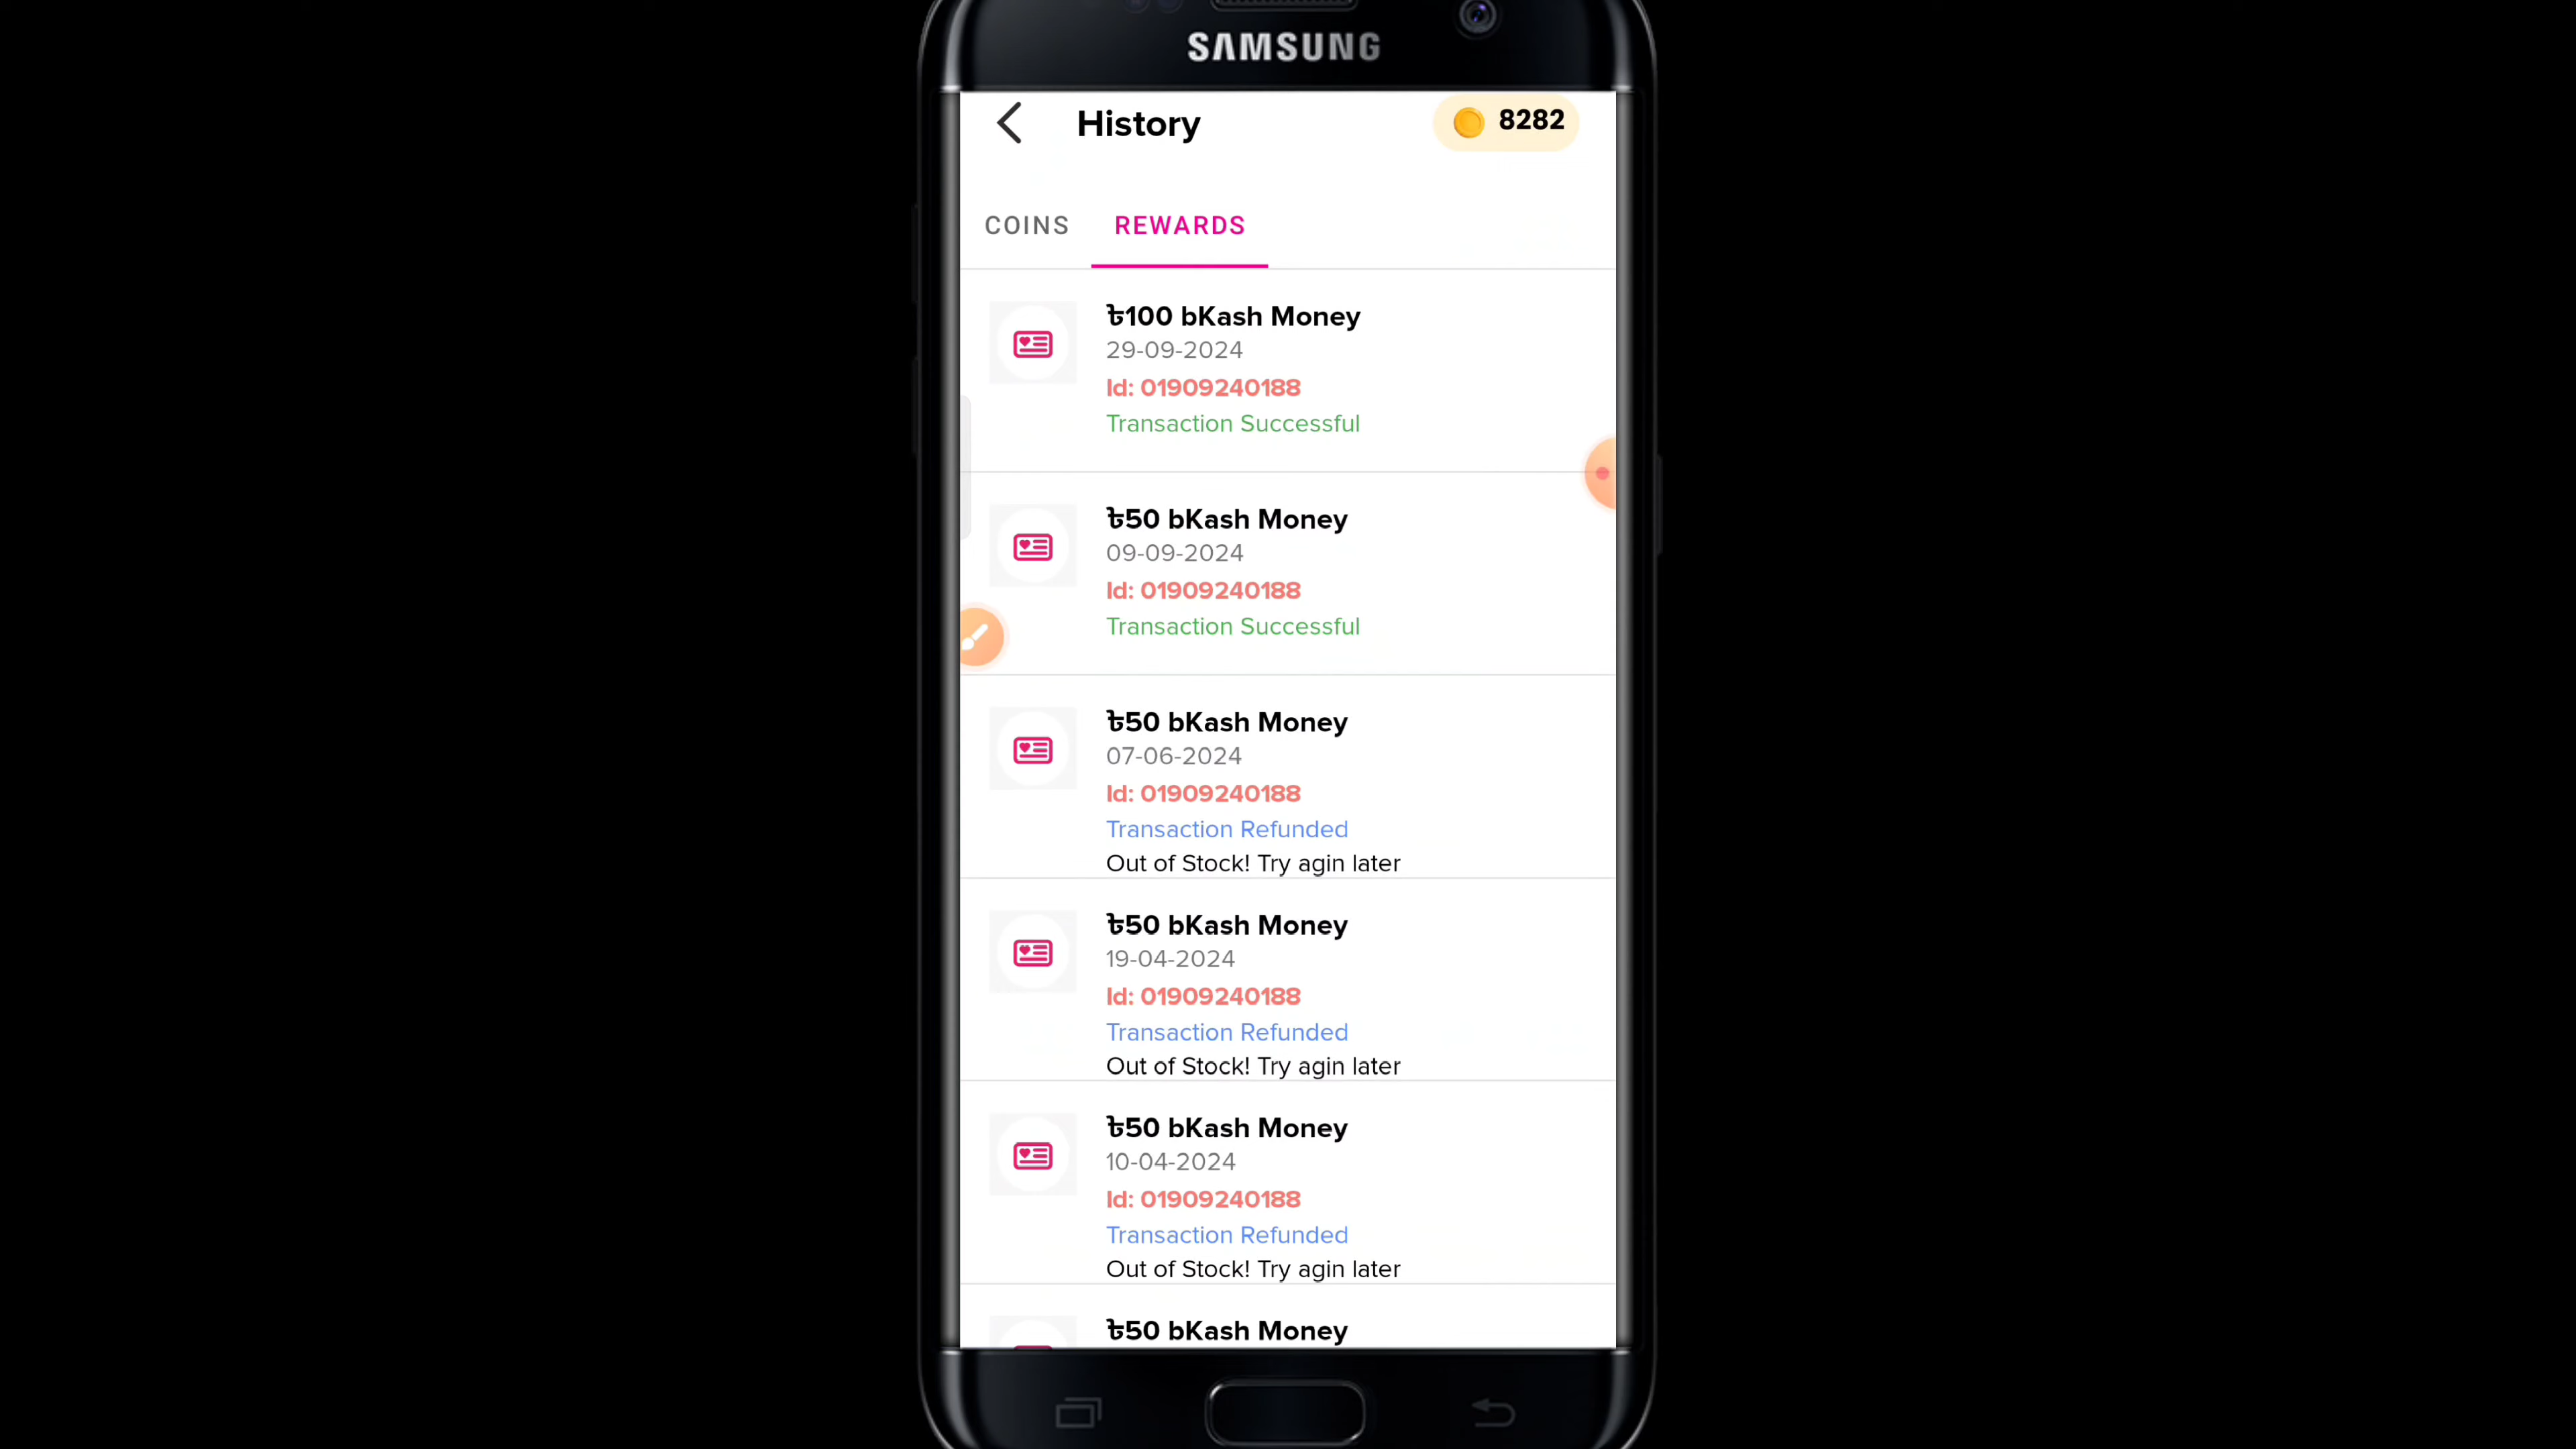 SAMSUNG
History
8282
COINS
REWARDS
৳100 bKash Money
29-09-2024
Id: 01909240188
Transaction Successful
৳50 bKash Money
09-09-2024
Id: 01909240188
Transaction Successful
৳50 bKash Money
07-06-2024
Id: 01909240188
Transaction Refunded
Out of Stock! Try agin later
৳50 bKash Money
19-04-2024
Id: 01909240188
Transaction Refunded
Out of Stock! Try agin later
৳50 bKash Money
10-04-2024
Id: 01909240188
Transaction Refunded
Out of Stock! Try agin later
৳50 bKash Money